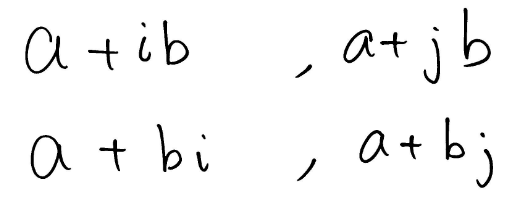 a + ib , a + jb
a + bi , a + bj